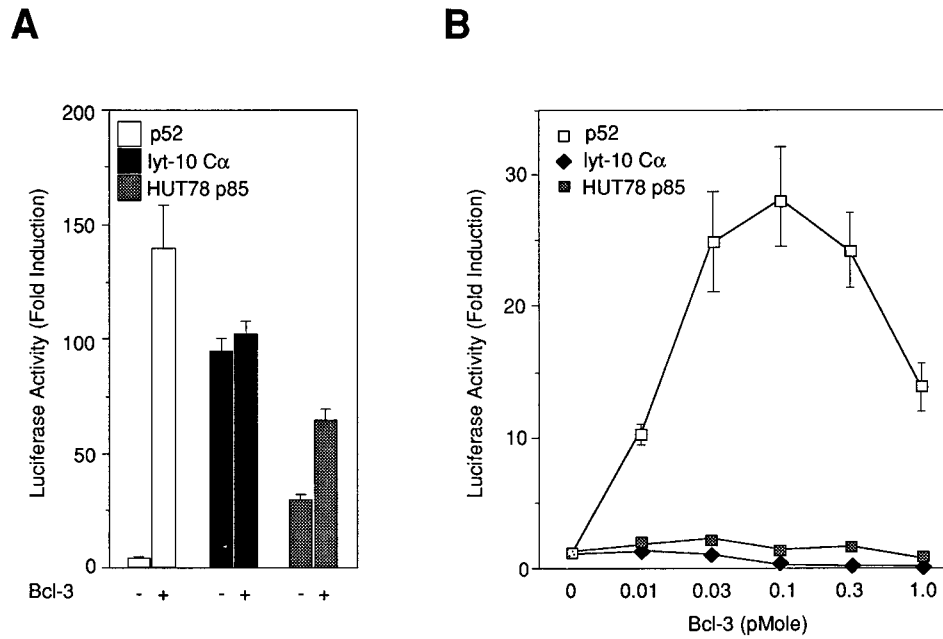 A
Luciferase Activity (Fold Induction)
200
150
100
50
0
p52
lyt-10 Cα
HUT78 p85
Bcl-3 - + - + - +
B
Luciferase Activity (Fold Induction)
30
20
10
0
p52
lyt-10 Cα
HUT78 p85
0 0.01 0.03 0.1 0.3 1.0
Bcl-3 (pMole)